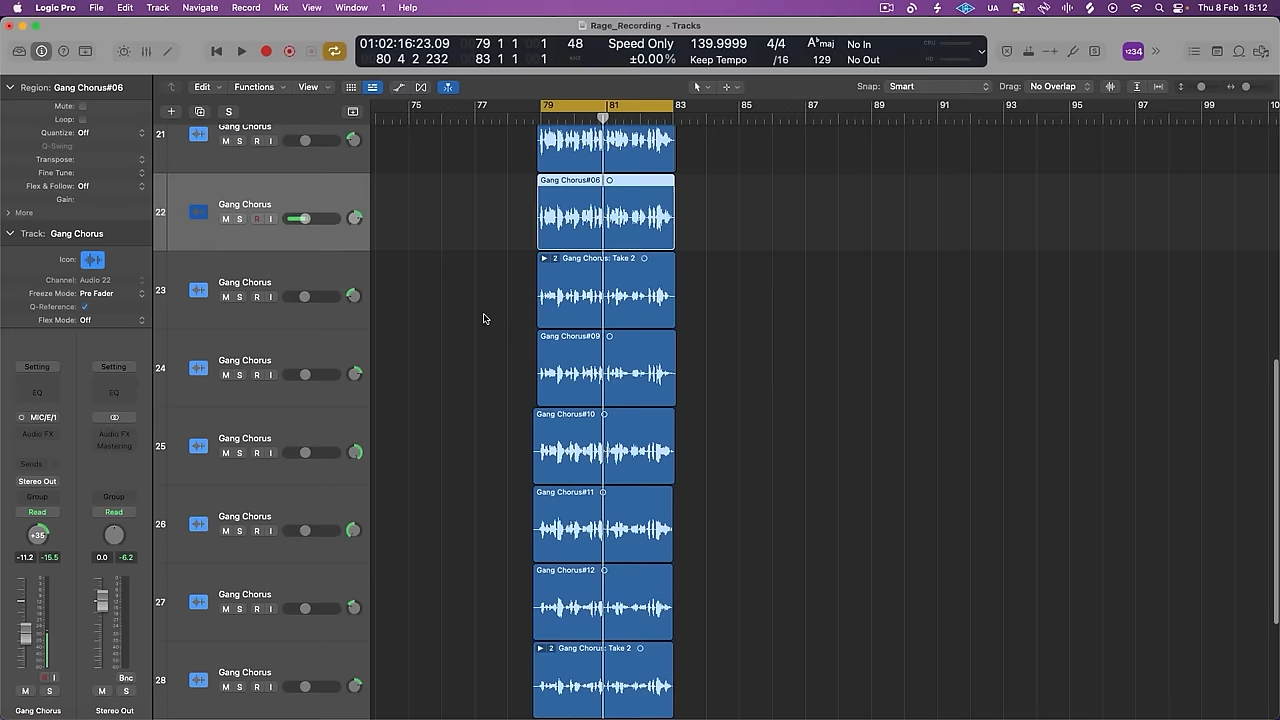 Logic Pro File Edit Track Navigate Record Mix View Window 1 Help UA Thu 8 Feb 18:12
Rage_Recording - Tracks
01:02:16:23.09 79 1 1 1 48 Speed Only 139.9999 4/4 Abmaj No In CPU
80 4 2 232 83 1 1 1 KHZ ±0.00% Keep Tempo /16 129 No Out HD
1234
Region: Gang Chorus#06
Edit Functions View Snap: Smart Drag: No Overlap
S
75 77 79 81 83 85 87 89 91 93 95 97 99
Mute:
Loop:
Quantize: Off
Q-Swing:
Transpose:
Fine Tune:
Flex & Follow: Off
Gain:
More
Track: Gang Chorus
Icon:
Channel: Audio 22
Freeze Mode: Pre Fader
Q-Reference:
Flex Mode: Off
21 Gang Chorus
M S R I
Gang Chorus#06
22 Gang Chorus
M S R I
2 Gang Chorus: Take 2
23 Gang Chorus
M S R I
Gang Chorus#09
24 Gang Chorus
M S R I
Gang Chorus#10
25 Gang Chorus
M S R I
Gang Chorus#11
26 Gang Chorus
M S R I
Gang Chorus#12
27 Gang Chorus
M S R I
2 Gang Chorus: Take 2
28 Gang Chorus
M S R I
Setting Setting
EQ EQ
MIC/E/1
Audio FX Audio FX
Mastering
Sends
Stereo Out
Group Group
Read Read
+35
-11.2 -15.5 0.0 -6.2
R I Bnc
M S M S
Gang Chorus Stereo Out